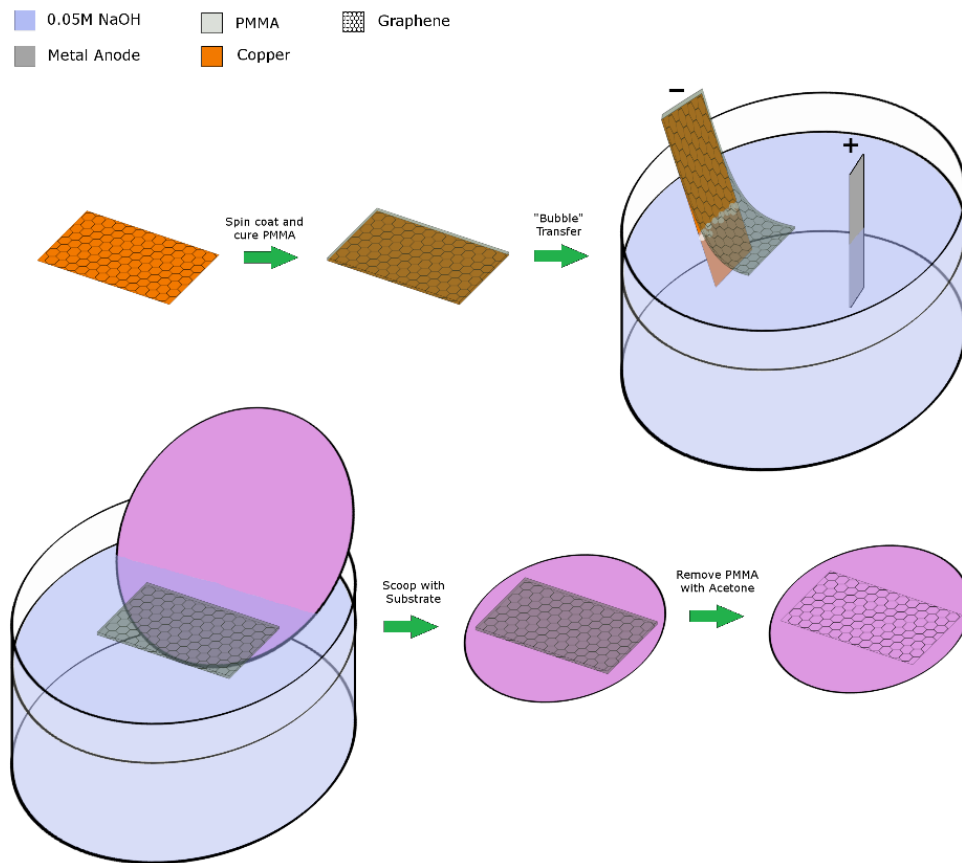 0.05M NaOH
PMMA
Graphene
Metal Anode
Copper
Spin coat and
cure PMMA
"Bubble"
Transfer
−
+
Scoop with
Substrate
Remove PMMA
with Acetone